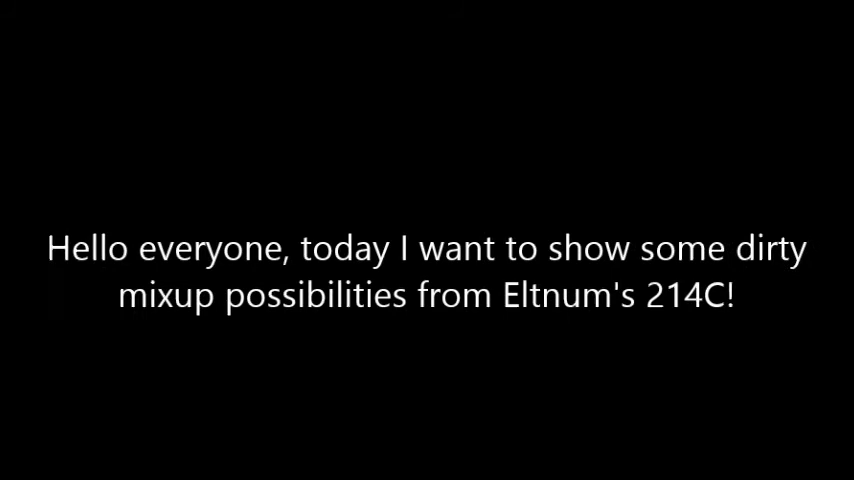 Hello everyone, today I want to show some dirty
mixup possibilities from Eltnum's 214C!